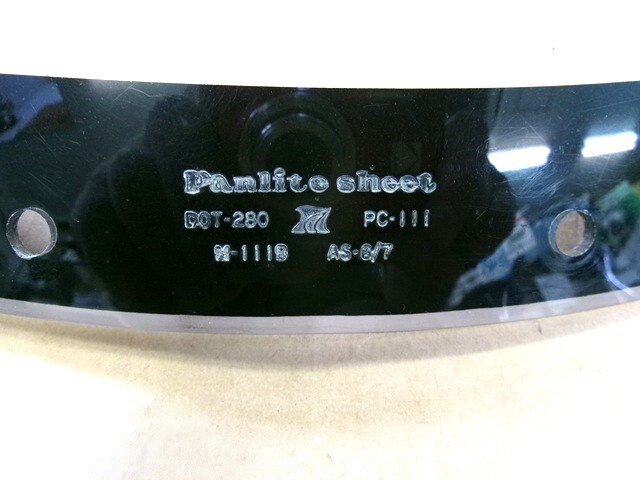 Panlite sheet
DOT-280 PC-111
M-111B AS-6/7